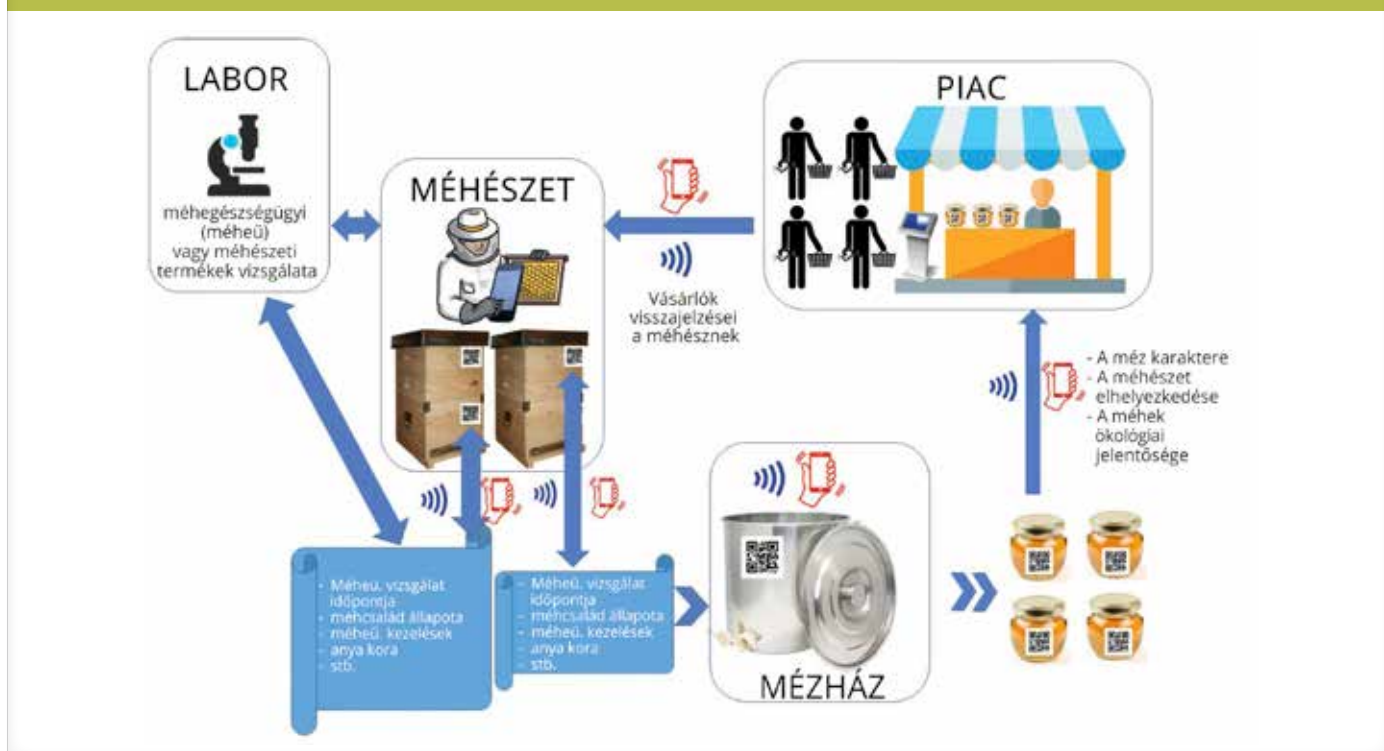 LABOR
méhegészségügyi
(méheü)
vagy méhészeti
termékek vizsgálata
MÉHÉSZET
PIAC
Vásárlók
visszajelzései
a méhésznek
- A méz karaktere
- A méhészet
elhelyezkedése
- A méhek
ökológiai
jelentősége
- Méheü. vizsgálat
időpontja
- méhcsalád állapota
- méheü. kezelések
- anya kora
- stb.
- Méheü. vizsgálat
időpontja
- méhcsalád állapota
- méheü. kezelések
- anya kora
- stb.
MÉZHÁZ